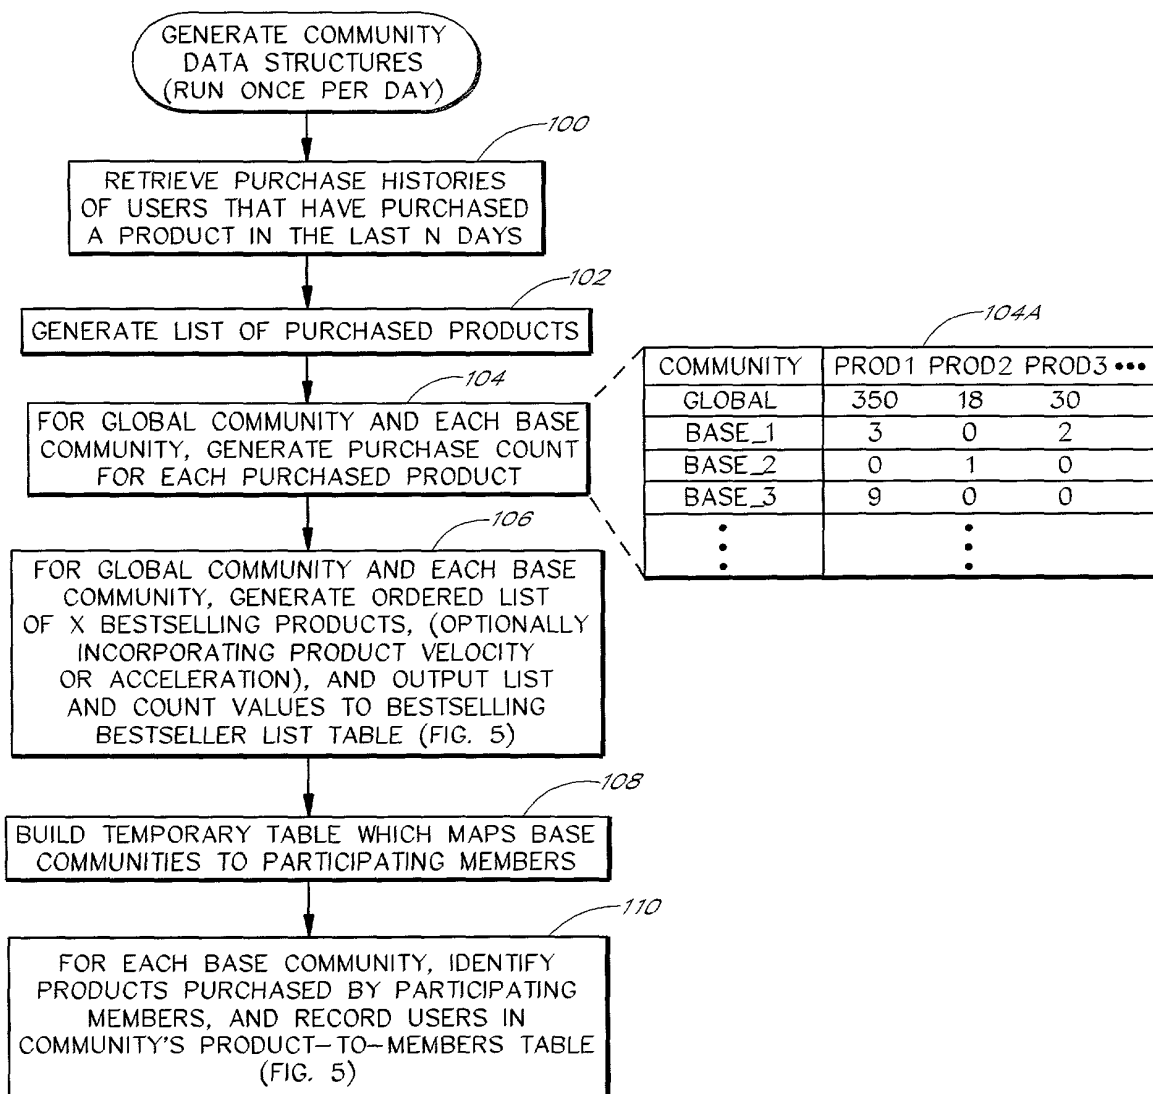 GENERATE COMMUNITY
DATA STRUCTURES
(RUN ONCE PER DAY)
100
RETRIEVE PURCHASE HISTORIES
OF USERS THAT HAVE PURCHASED
A PRODUCT IN THE LAST N DAYS
102
GENERATE LIST OF PURCHASED PRODUCTS
104
FOR GLOBAL COMMUNITY AND EACH BASE
COMMUNITY, GENERATE PURCHASE COUNT
FOR EACH PURCHASED PRODUCT
104A
COMMUNITY PROD1 PROD2 PROD3 •••
GLOBAL 350 18 30
BASE_1 3 0 2
BASE_2 0 1 0
BASE_3 9 0 0
106
FOR GLOBAL COMMUNITY AND EACH BASE
COMMUNITY, GENERATE ORDERED LIST
OF X BESTSELLING PRODUCTS, (OPTIONALLY
INCORPORATING PRODUCT VELOCITY
OR ACCELERATION), AND OUTPUT LIST
AND COUNT VALUES TO BESTSELLING
BESTSELLER LIST TABLE (FIG. 5)
108
BUILD TEMPORARY TABLE WHICH MAPS BASE
COMMUNITIES TO PARTICIPATING MEMBERS
110
FOR EACH BASE COMMUNITY, IDENTIFY
PRODUCTS PURCHASED BY PARTICIPATING
MEMBERS, AND RECORD USERS IN
COMMUNITY'S PRODUCT-TO-MEMBERS TABLE
(FIG. 5)